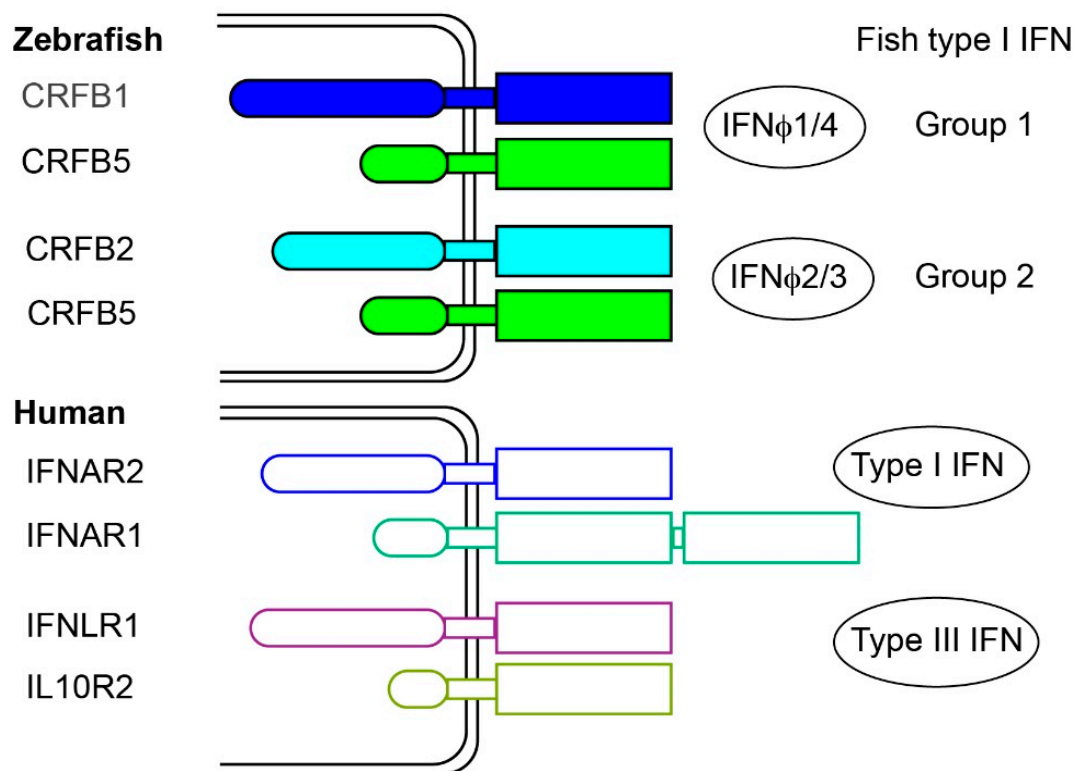 Zebrafish
Fish type I IFN
CRFB1
IFNϕ1/4
Group 1
CRFB5
CRFB2
IFNϕ2/3
Group 2
CRFB5
Human
IFNAR2
Type I IFN
IFNAR1
IFNLR1
Type III IFN
IL10R2